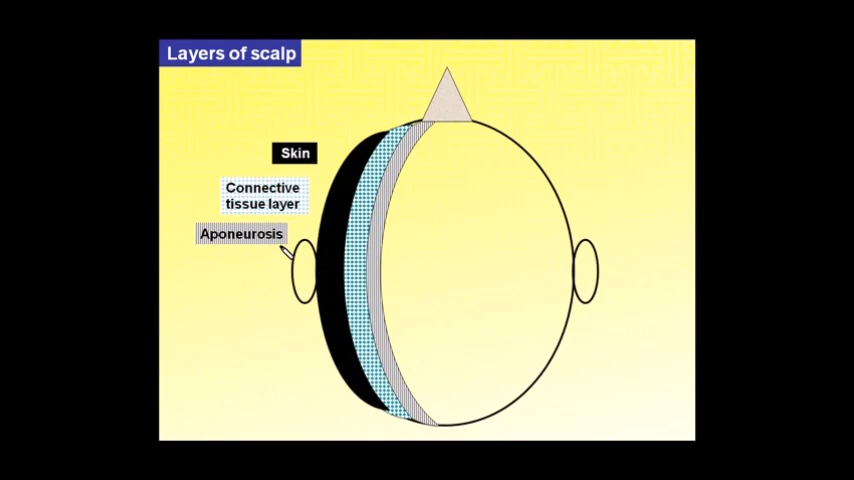 Layers of scalp
Skin
Connective
tissue layer
Aponeurosis